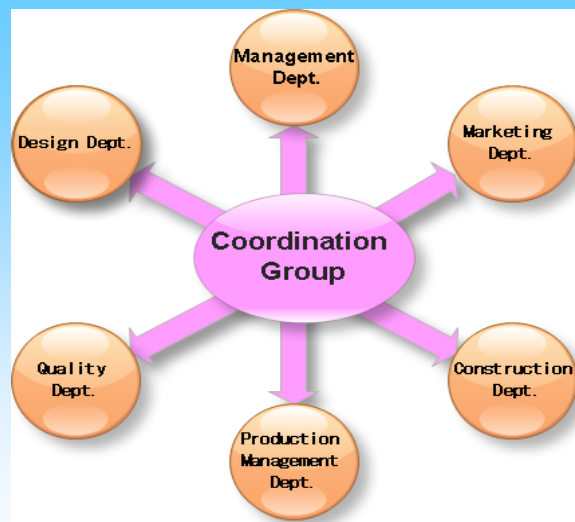 Management
Dept.
Design Dept.
Marketing
Dept.
Coordination
Group
Quality
Dept.
Construction
Dept.
Production
Management
Dept.